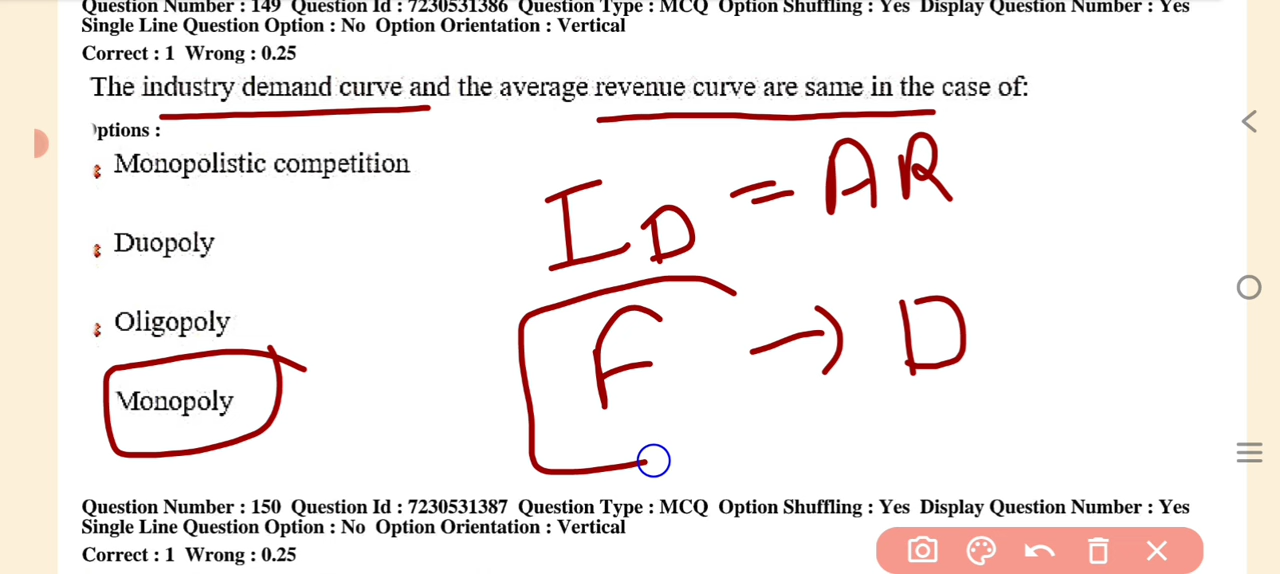 Question Number : 149 Question Id : 7230531386 Question Type : MCQ Option Shuffling : Yes Display Question Number : Yes
Single Line Question Option : No Option Orientation : Vertical
Correct : 1 Wrong : 0.25
The industry demand curve and the average revenue curve are same in the case of:
ptions :
Monopolistic competition
Duopoly
Oligopoly
Monopoly
ID = AR
F → D
Question Number : 150 Question Id : 7230531387 Question Type : MCQ Option Shuffling : Yes Display Question Number : Yes
Single Line Question Option : No Option Orientation : Vertical
Correct : 1 Wrong : 0.25